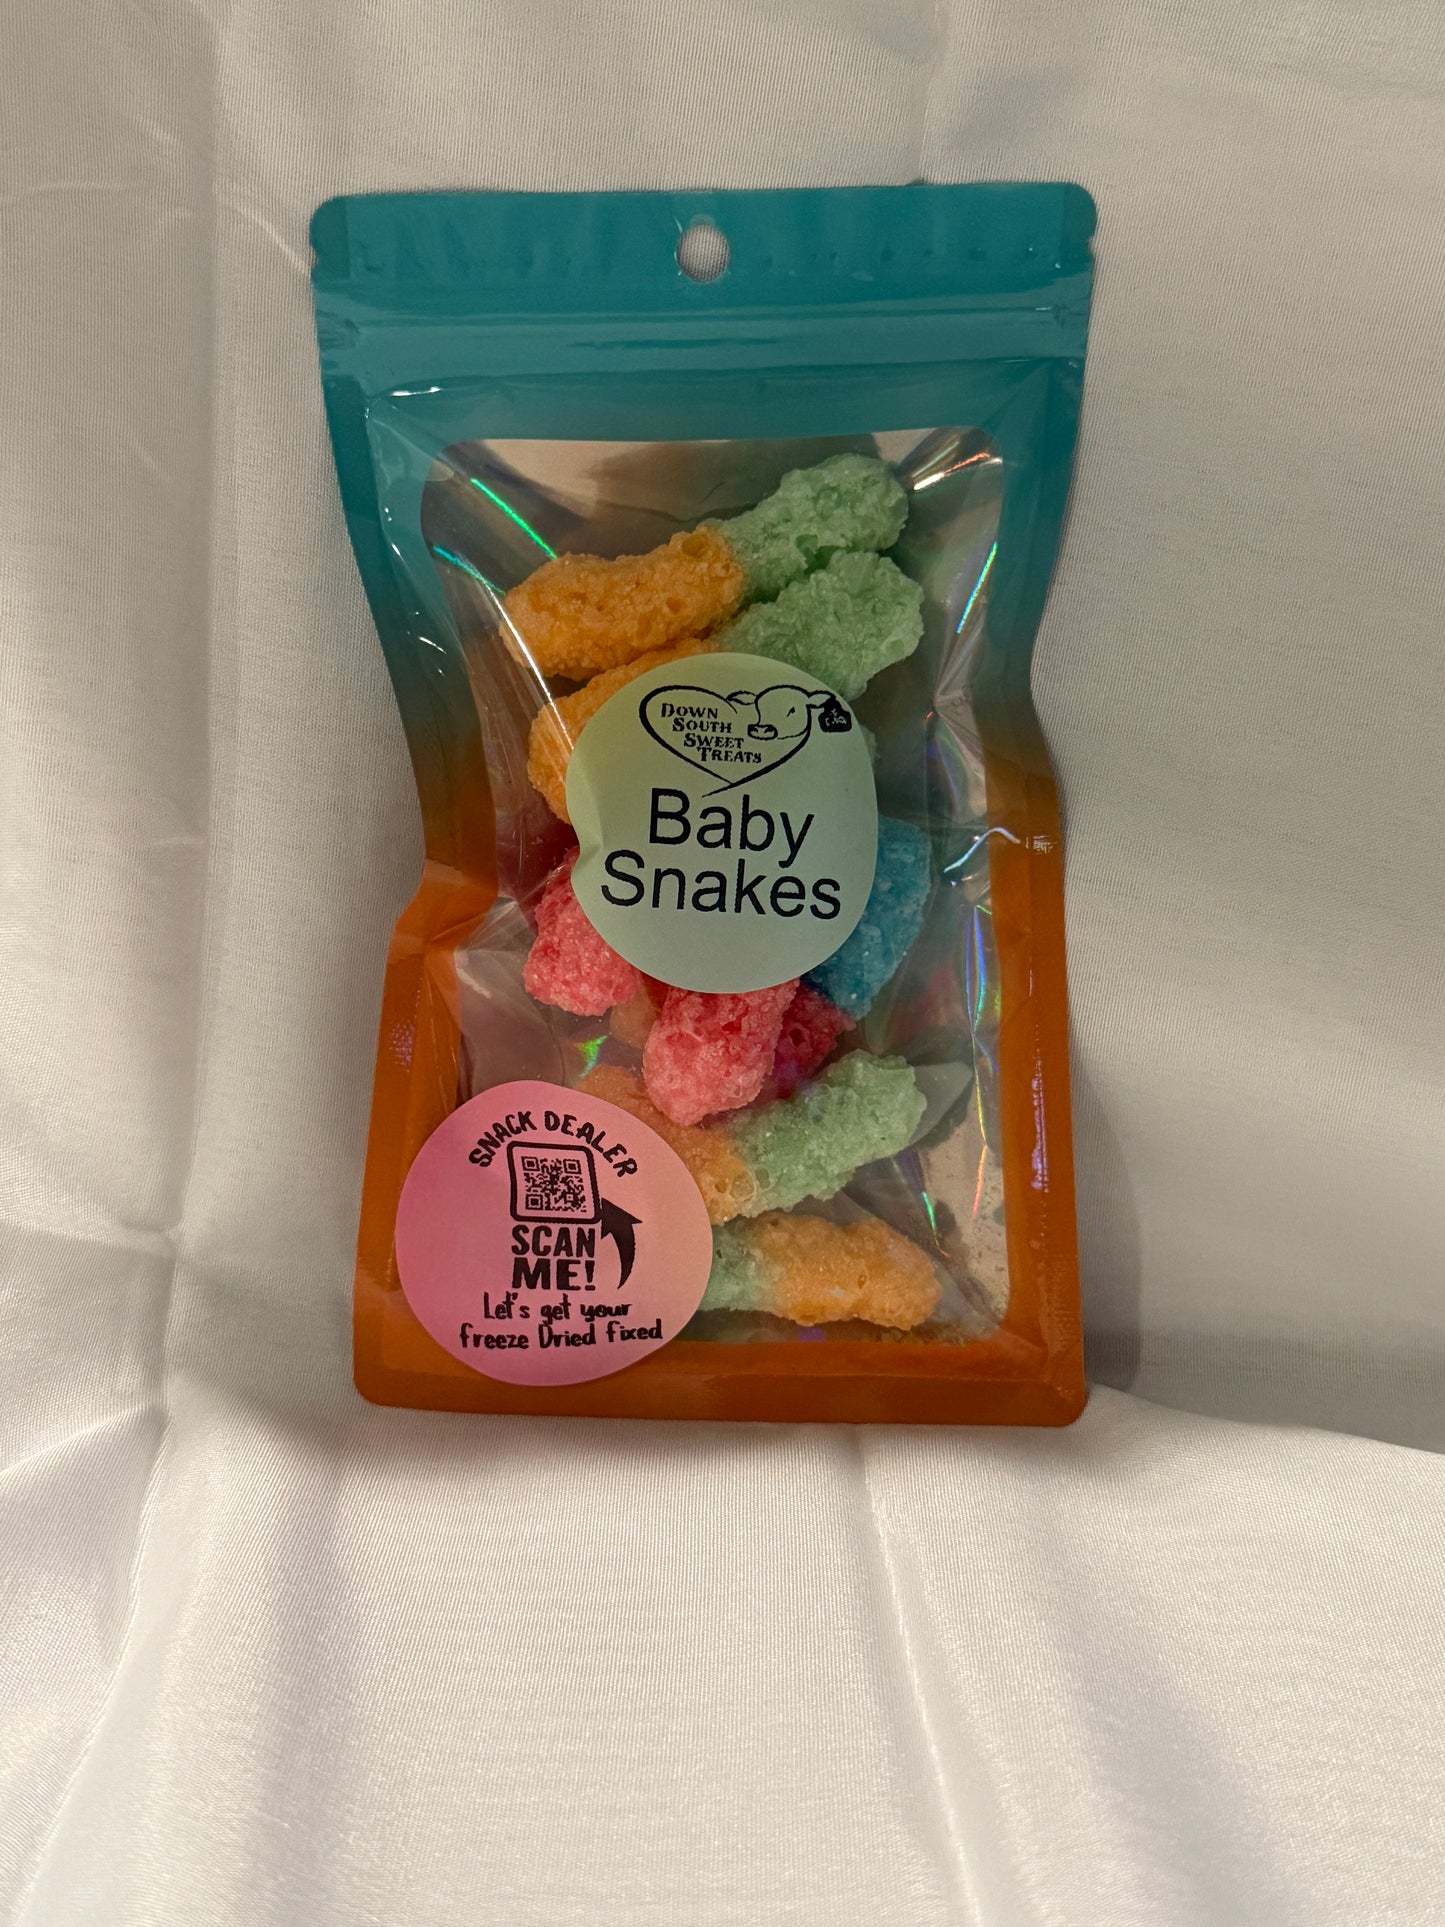 DOWN
SOUTH
SWEET
TREATS
Baby
Snakes
SNACK DEALER
SCAN
ME!
Let's get your
freeze Dried fixed